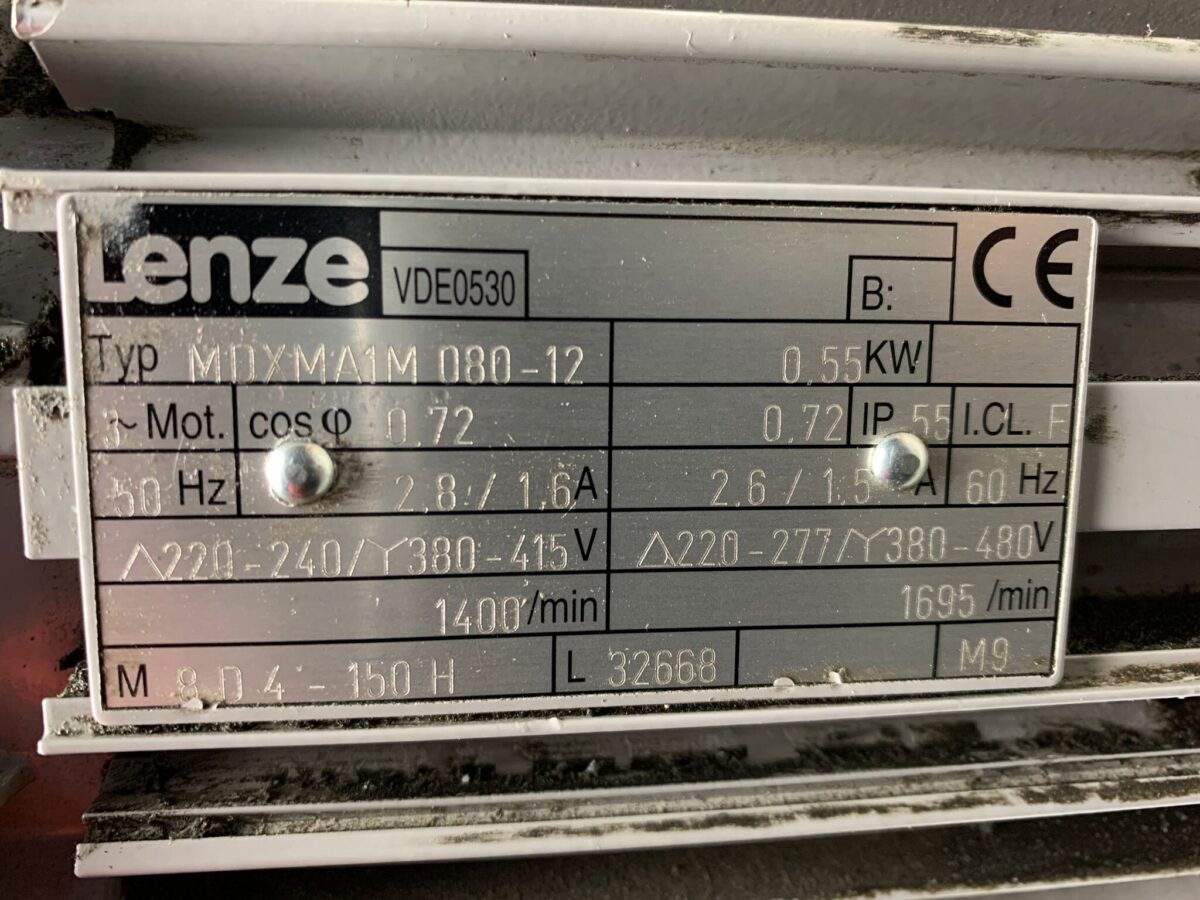 Lenze VDE0530 B: CE
Typ MDXMA1M 080-12 0,55 KW
3~ Mot. cos φ 0,72 0,72 IP 55 I.CL. F
50 Hz 2,8 / 1,6 A 2,6 / 1,5 A 60 Hz
△220-240/Y380-415 V △220-277/Y380-480 V
1400 /min 1695 /min
M 8 D 4 - 150 H L 32668 M9